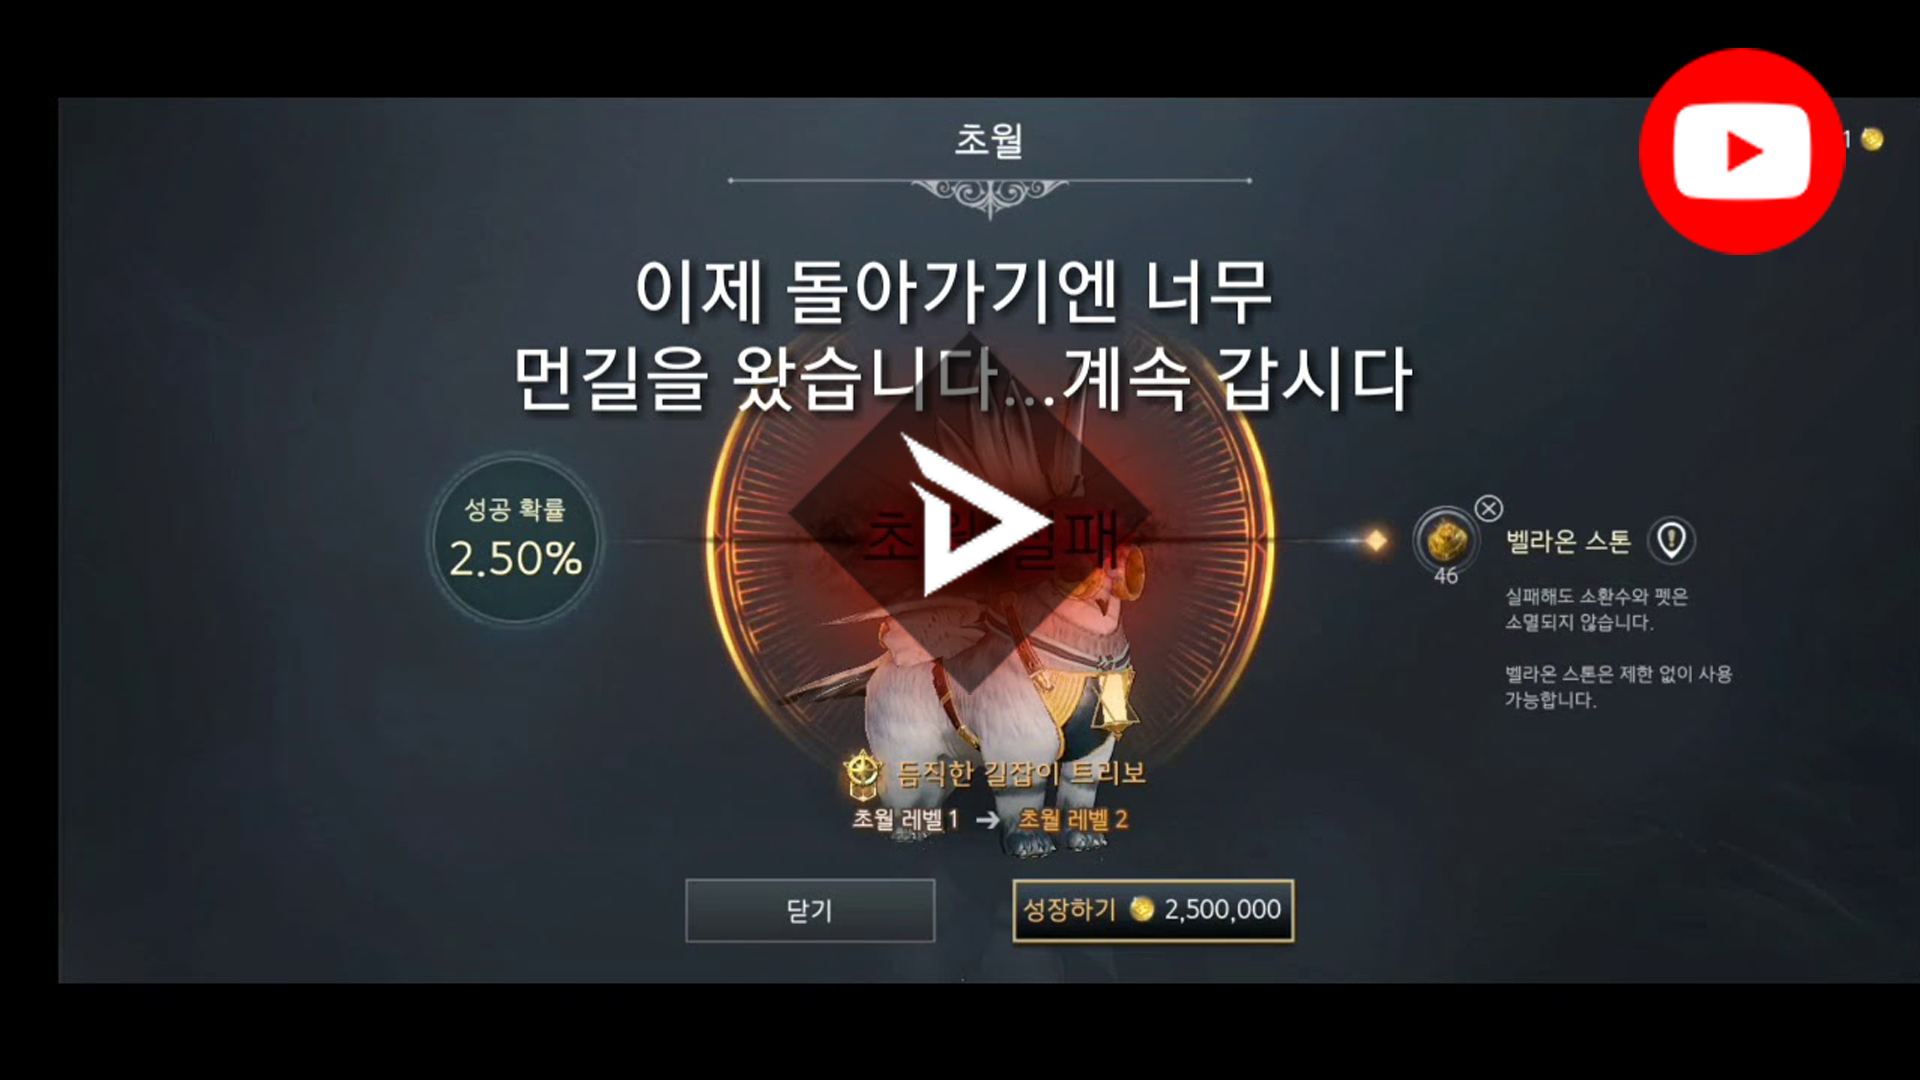 초월
1
이제 돌아가기엔 너무
먼길을 왔습니다...계속 갑시다
성공 확률
2.50%
벨라온 스톤
46
실패해도 소환수와 펫은
소멸되지 않습니다.
벨라온 스톤은 제한 없이 사용
가능합니다.
듬직한 길잡이 트리보
초월 레벨 1 → 초월 레벨 2
닫기
성장하기 2,500,000